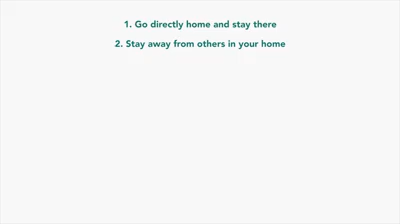 1. Go directly home and stay there
2. Stay away from others in your home